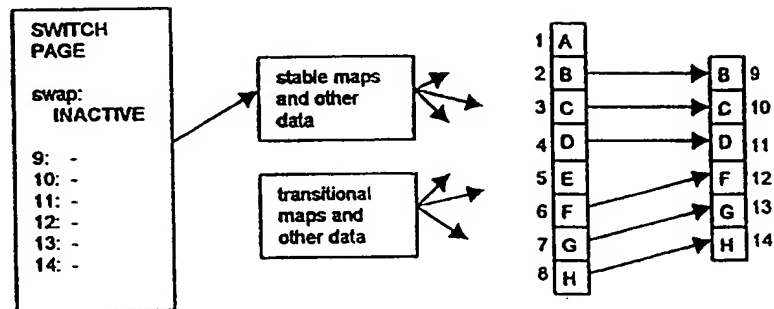 SWITCH
PAGE
swap:
INACTIVE
9: -
10: -
11: -
12: -
13: -
14: -
stable maps
and other
data
transitional
maps and
other data
1 A
2 B
3 C
4 D
5 E
6 F
7 G
8 H
B 9
C 10
D 11
F 12
G 13
H 14